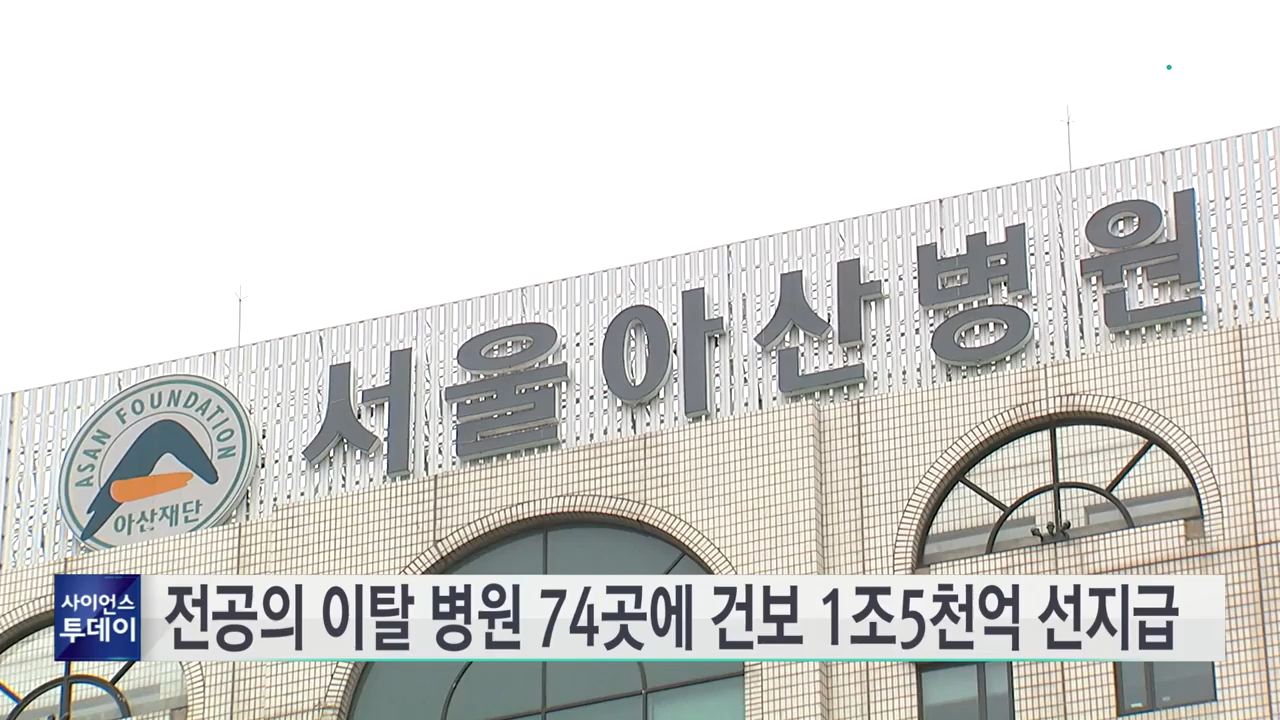 서울아산병원
ASAN FOUNDATION
아산재단
사이언스
투데이
전공의 이탈 병원 74곳에 건보 1조5천억 선지급